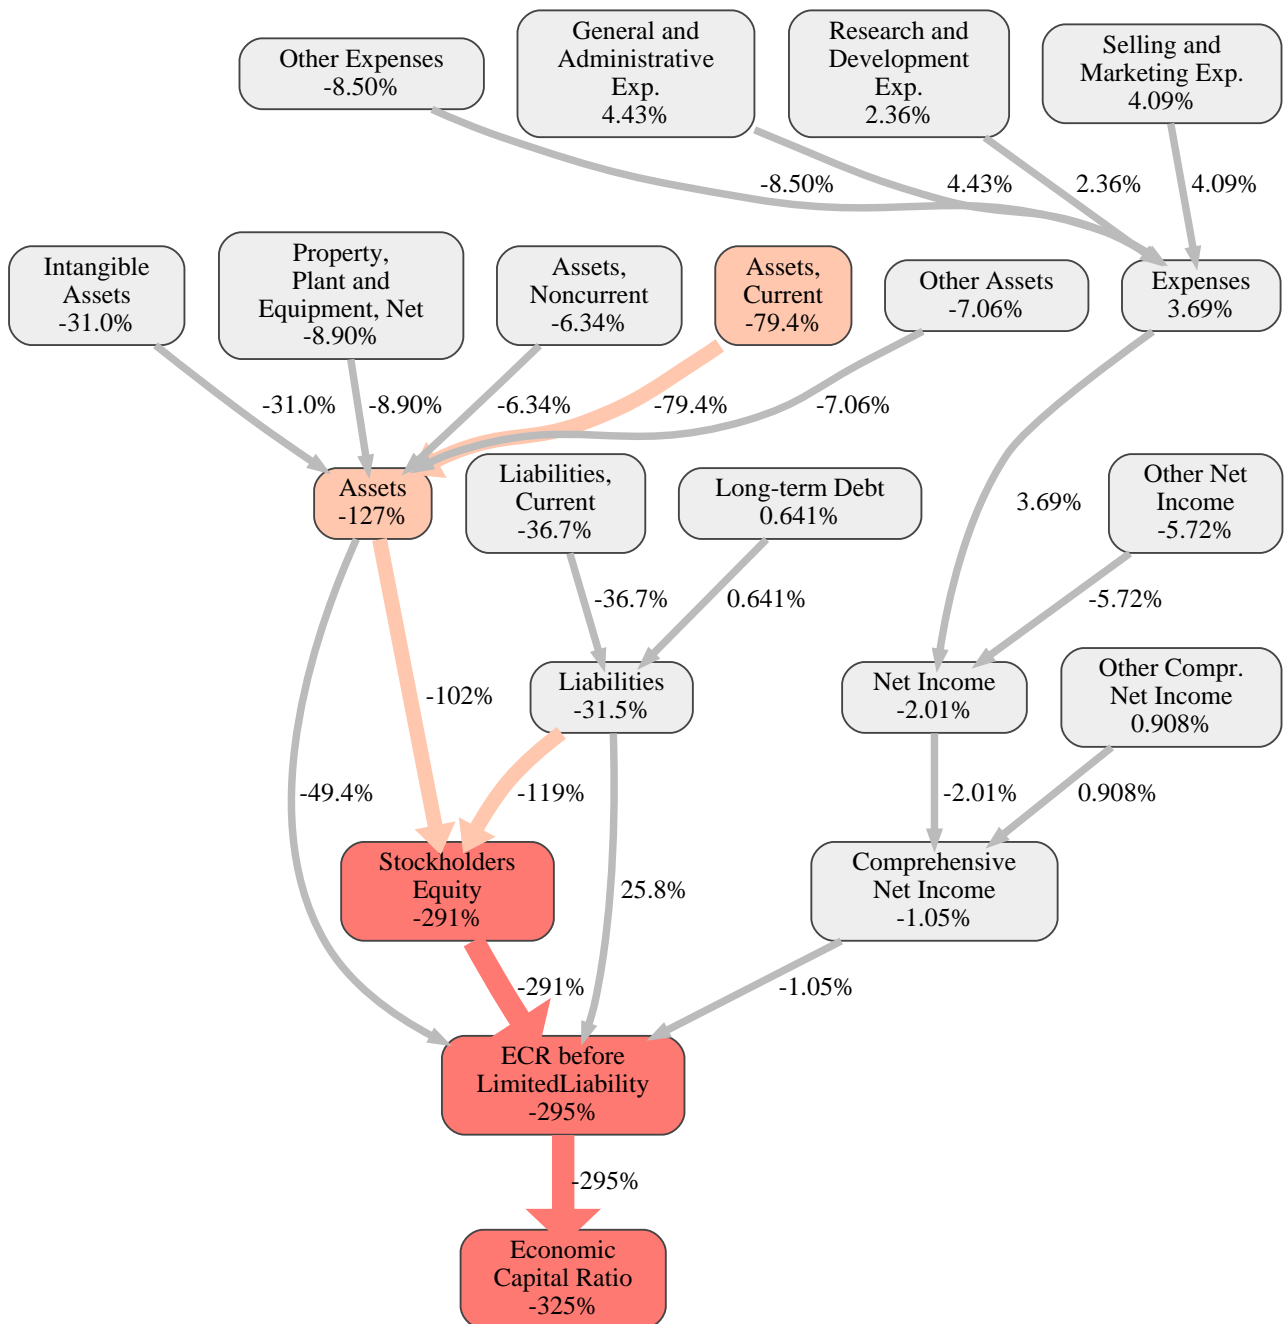 Other Expenses
-8.50%
General and
Administrative
Exp.
4.43%
Research and
Development
Exp.
2.36%
Selling and
Marketing Exp.
4.09%
-8.50%
4.43%
2.36%
4.09%
Intangible
Assets
-31.0%
Property,
Plant and
Equipment, Net
-8.90%
Assets,
Noncurrent
-6.34%
Assets,
Current
-79.4%
Other Assets
-7.06%
Expenses
3.69%
-31.0%
-8.90%
-6.34%
-79.4%
-7.06%
Assets
-127%
Liabilities,
Current
-36.7%
Long-term Debt
0.641%
3.69%
Other Net
Income
-5.72%
-36.7%
0.641%
-5.72%
-102%
Liabilities
-31.5%
Net Income
-2.01%
Other Compr.
Net Income
0.908%
-49.4%
-119%
-2.01%
0.908%
Stockholders
Equity
-291%
25.8%
Comprehensive
Net Income
-1.05%
-291%
-1.05%
ECR before
LimitedLiability
-295%
-295%
Economic
Capital Ratio
-325%